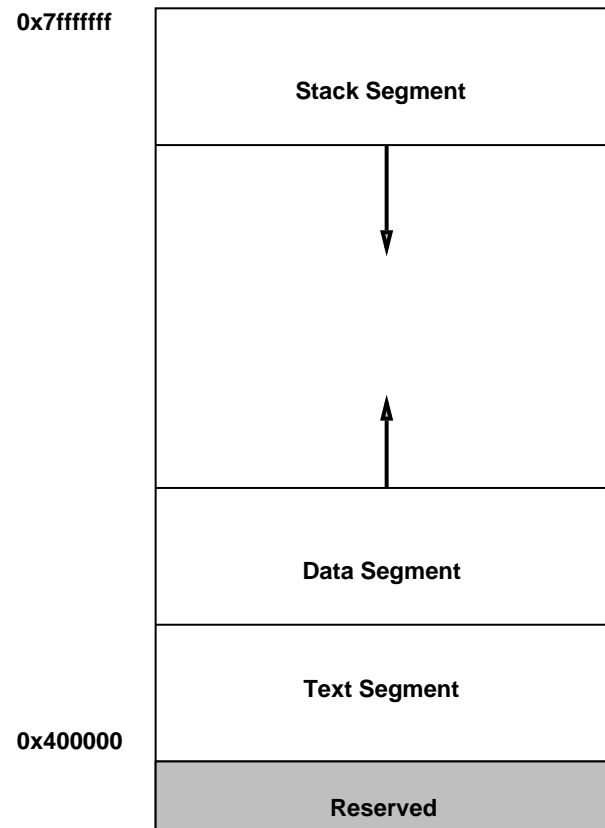 0x7fffffff
Stack Segment
Data Segment
Text Segment
0x400000
Reserved